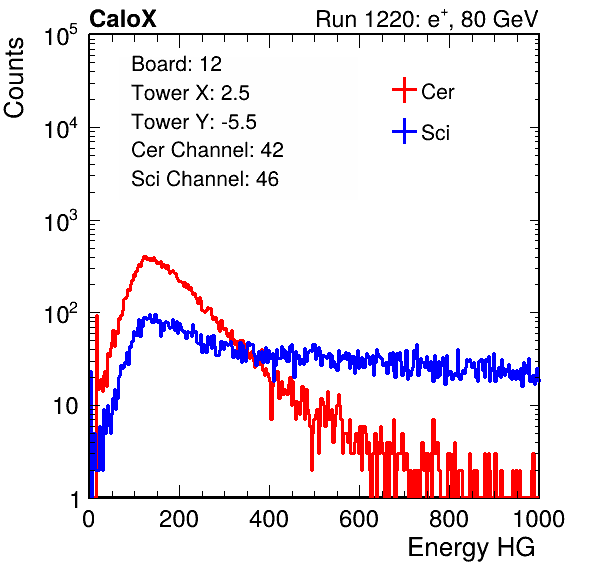 CaloX Run 1220: e⁺, 80 GeV
Counts
10⁵
10⁴
10³
10²
10
1
Board: 12
Tower X: 2.5
Tower Y: -5.5
Cer Channel: 42
Sci Channel: 46
Cer
Sci
0 200 400 600 800 1000
Energy HG